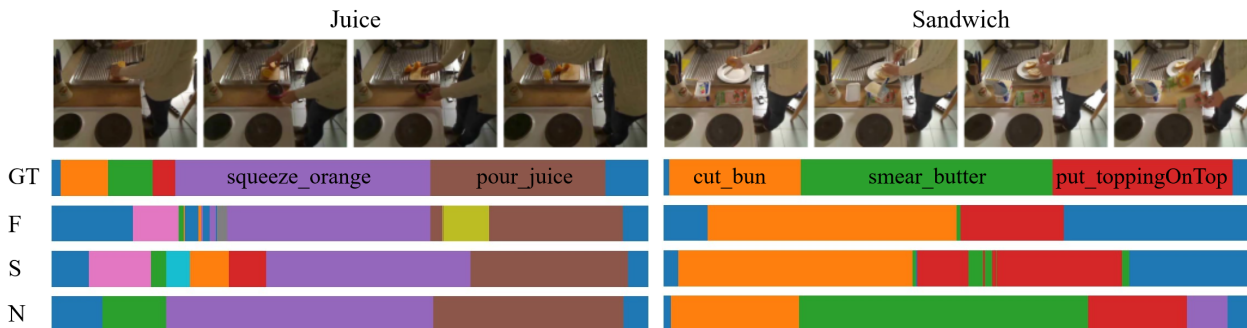 Juice
Sandwich
GT
squeeze_orange
pour_juice
cut_bun
smear_butter
put_toppingOnTop
F
S
N